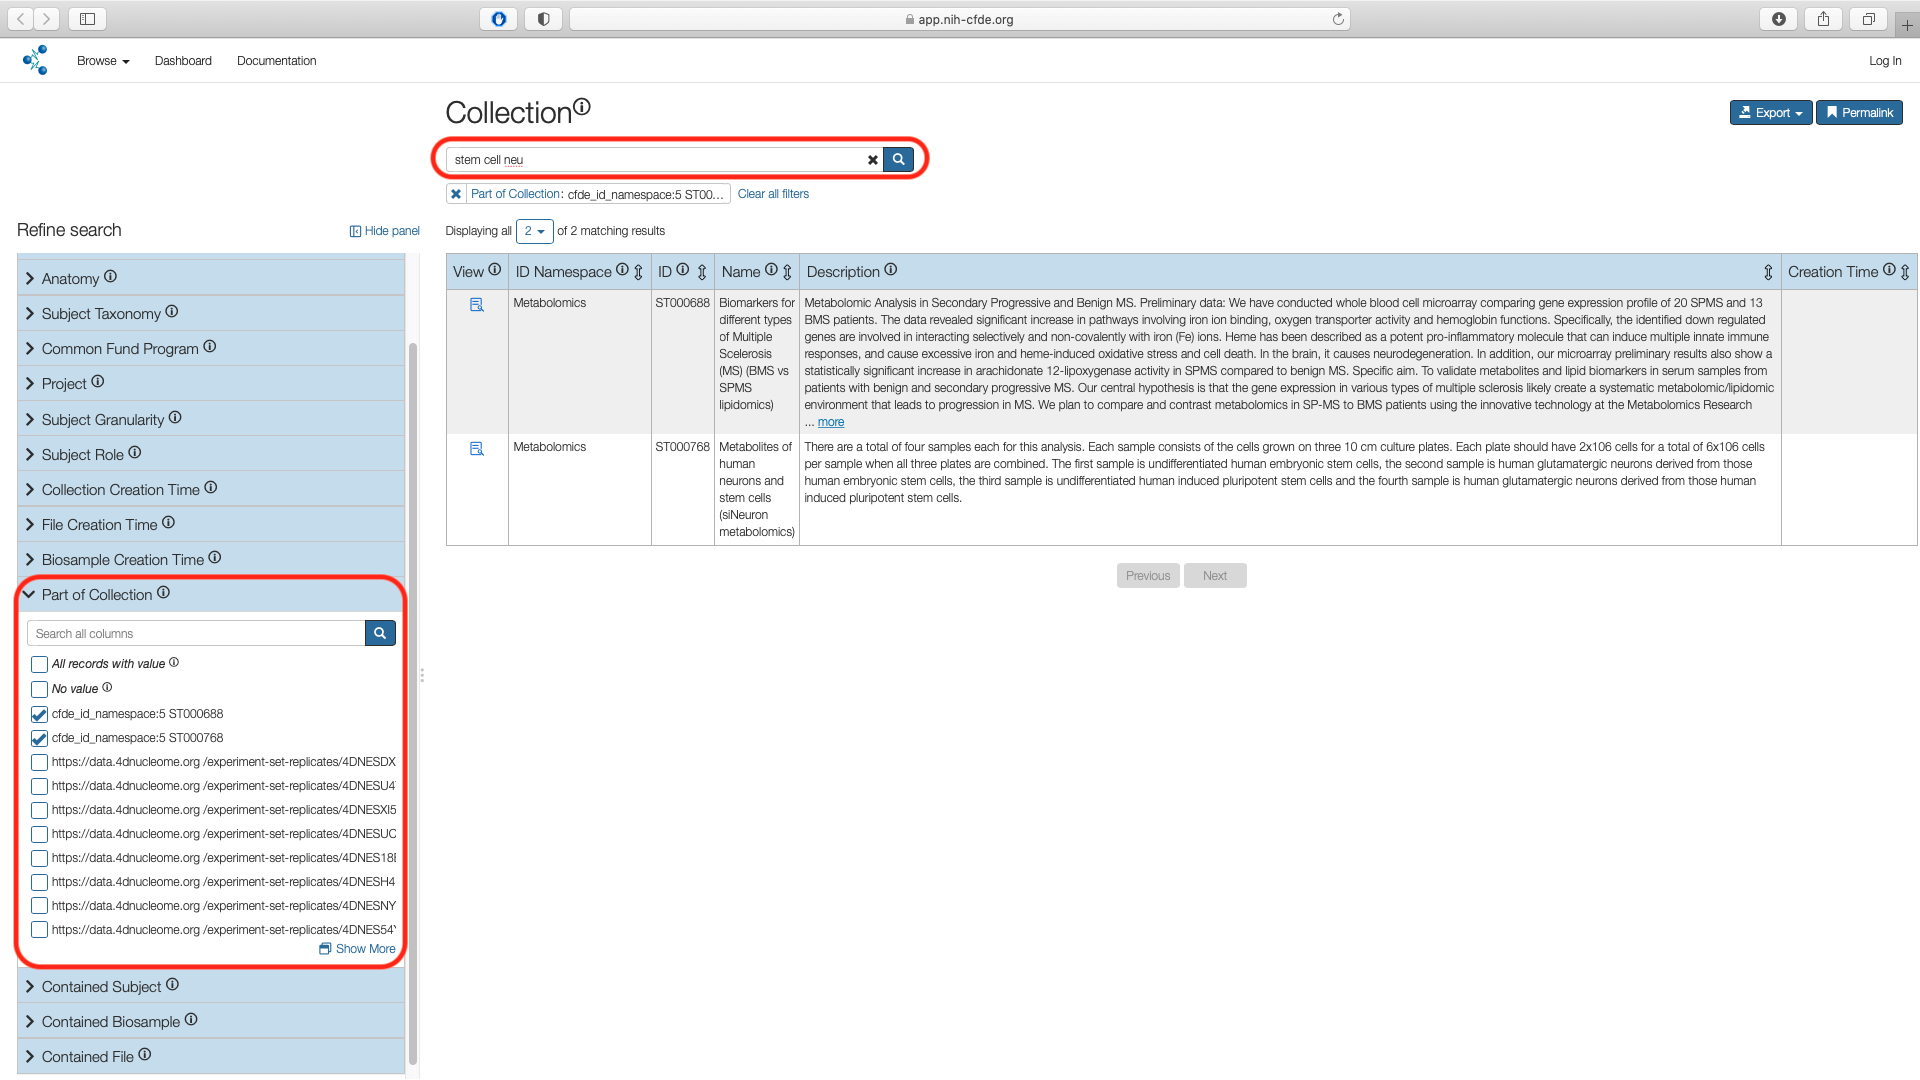 app.nih-cfde.org
Browse Dashboard Documentation Log In
Collection
Export Permalink
stem cell neu
Part of Collection: cfde_id_namespace:5 ST00... Clear all filters
Refine search Hide panel
Displaying all 2 of 2 matching results
Anatomy
Subject Taxonomy
Common Fund Program
Project
Subject Granularity
Subject Role
Collection Creation Time
File Creation Time
Biosample Creation Time
Part of Collection
Search all columns
All records with value
No value
cfde_id_namespace:5 ST000688
cfde_id_namespace:5 ST000768
https://data.4dnucleome.org /experiment-set-replicates/4DNESDX
https://data.4dnucleome.org /experiment-set-replicates/4DNESU4
https://data.4dnucleome.org /experiment-set-replicates/4DNESXI5
https://data.4dnucleome.org /experiment-set-replicates/4DNESUC
https://data.4dnucleome.org /experiment-set-replicates/4DNES18
https://data.4dnucleome.org /experiment-set-replicates/4DNESH4
https://data.4dnucleome.org /experiment-set-replicates/4DNESNY
https://data.4dnucleome.org /experiment-set-replicates/4DNES54
Show More
Contained Subject
Contained Biosample
Contained File
View ID Namespace ID Name Description Creation Time
Metabolomics
ST000688
Biomarkers for
different types
of Multiple
Scelerosis
(MS) (BMS vs
SPMS
lipidomics)
Metabolomic Analysis in Secondary Progressive and Benign MS. Preliminary data: We have conducted whole blood cell microarray comparing gene expression profile of 20 SPMS and 13
BMS patients. The data revealed significant increase in pathways involving iron ion binding, oxygen transporter activity and hemoglobin functions. Specifically, the identified down regulated
genes are involved in interacting selectively and non-covalently with iron (Fe) ions. Heme has been described as a potent pro-inflammatory molecule that can induce multiple innate immune
responses, and cause excessive iron and heme-induced oxidative stress and cell death. In the brain, it causes neurodegeneration. In addition, our microarray preliminary results also show a
statistically significant increase in arachidonate 12-lipoxygenase activity in SPMS compared to benign MS. Specific aim. To validate metabolites and lipid biomarkers in serum samples from
patients with benign and secondary progressive MS. Our central hypothesis is that the gene expression in various types of multiple sclerosis likely create a systematic metabolomic/lipidomic
environment that leads to progression in MS. We plan to compare and contrast metabolomics in SP-MS to BMS patients using the innovative technology at the Metabolomics Research
... more
Metabolomics
ST000768
Metabolites of
human
neurons and
stem cells
(siNeuron
metabolomics)
There are a total of four samples each for this analysis. Each sample consists of the cells grown on three 10 cm culture plates. Each plate should have 2x106 cells for a total of 6x106 cells
per sample when all three plates are combined. The first sample is undifferentiated human embryonic stem cells, the second sample is human glutamatergic neurons derived from those
human embryonic stem cells, the third sample is undifferentiated human induced pluripotent stem cells and the fourth sample is human glutamatergic neurons derived from those human
induced pluripotent stem cells.
Previous Next